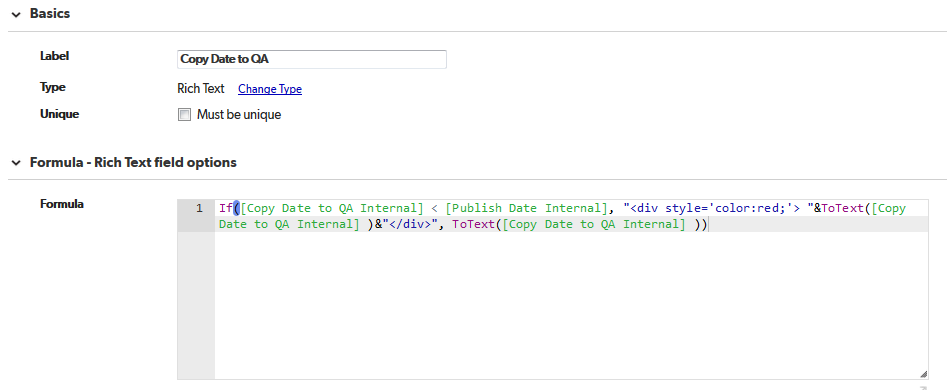 Basics
Label
Copy Date to QA
Type
Rich Text Change Type
Unique
Must be unique
Formula - Rich Text field options
Formula
1 If([Copy Date to QA Internal] < [Publish Date Internal], "<div style='color:red;'> "&ToText([Copy
Date to QA Internal] )&"</div>", ToText([Copy Date to QA Internal] ))